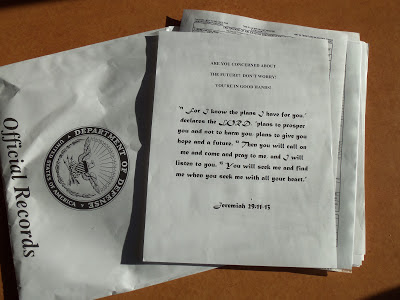 ARE YOU CONCERNED ABOUT
THE FUTURE? DON'T WORRY!
YOU'RE IN GOOD HANDS!
" For I know the plans I have for you,"
declares the LORD, "plans to prosper
you and not to harm you, plans to give you
hope and a future. " Then you will call on
me and come and pray to me, and I will
listen to you. " You will seek me and find
me when you seek me with all your heart."
Jeremiah 29:11-13
Official Records
DEPARTMENT OF DEFENSE
UNITED STATES OF AMERICA